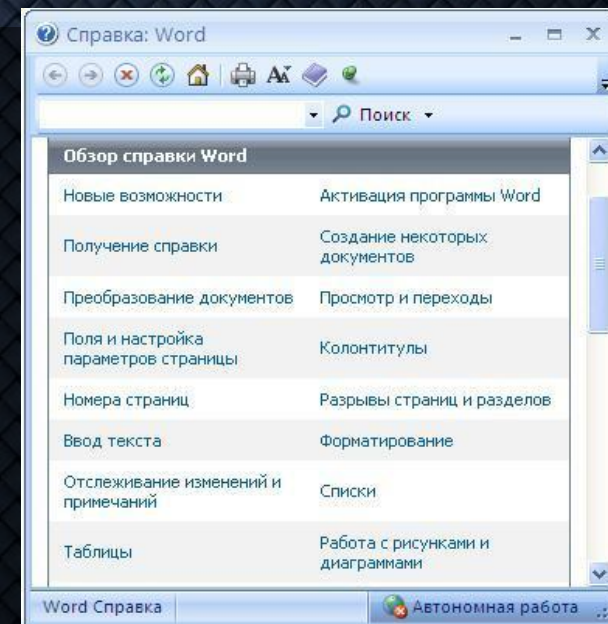 Справка: Word
Поиск
Обзор справки Word
Новые возможности
Активация программы Word
Получение справки
Создание некоторых
документов
Преобразование документов
Просмотр и переходы
Поля и настройка
параметров страницы
Колонтитулы
Номера страниц
Разрывы страниц и разделов
Ввод текста
Форматирование
Отслеживание изменений и
примечаний
Списки
Таблицы
Работа с рисунками и
диаграммами
Word Справка
Автономная работа